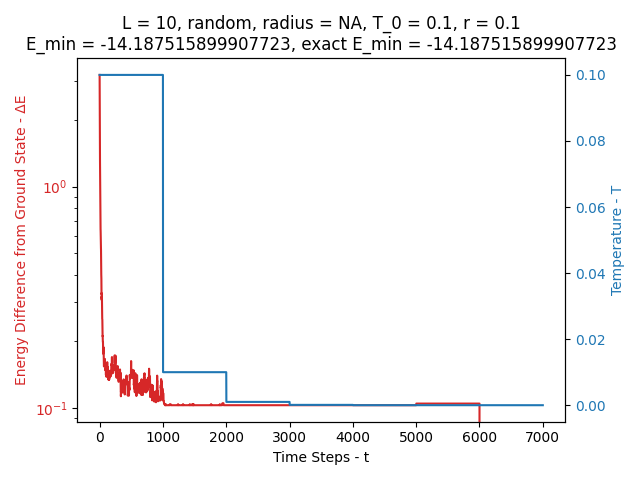 L = 10, random, radius = NA, T_0 = 0.1, r = 0.1
E_min = -14.187515899907723, exact E_min = -14.187515899907723
Energy Difference from Ground State - ΔE
10⁰
10⁻¹
0.10
0.08
0.06
0.04
0.02
0.00
Temperature - T
0 1000 2000 3000 4000 5000 6000 7000
Time Steps - t